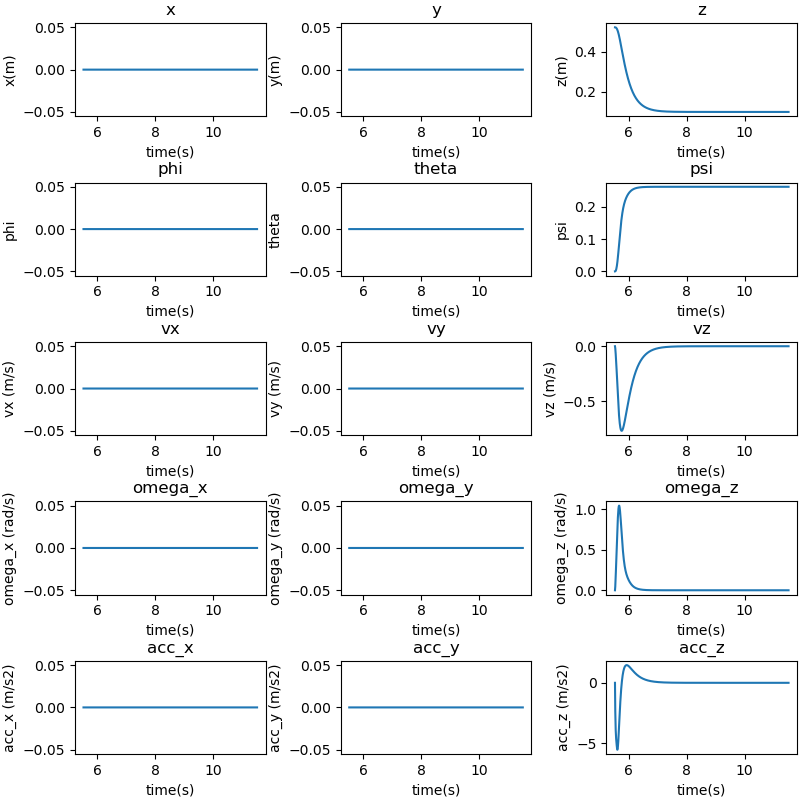 x y z
x(m) 0.05 0.00 −0.05 y(m) 0.05 0.00 −0.05 z(m) 0.4 0.2
6 8 10 6 8 10 6 8 10
time(s) time(s) time(s)
phi theta psi
phi 0.05 0.00 −0.05 theta 0.05 0.00 −0.05 psi 0.2 0.1 0.0
6 8 10 6 8 10 6 8 10
time(s) time(s) time(s)
vx vy vz
vx (m/s) 0.05 0.00 −0.05 vy (m/s) 0.05 0.00 −0.05 vz (m/s) 0.0 −0.5
6 8 10 6 8 10 6 8 10
time(s) time(s) time(s)
omega_x omega_y omega_z
omega_x (rad/s) 0.05 0.00 −0.05 omega_y (rad/s) 0.05 0.00 −0.05 omega_z (rad/s) 1.0 0.5 0.0
6 8 10 6 8 10 6 8 10
time(s) time(s) time(s)
acc_x acc_y acc_z
acc_x (m/s2) 0.05 0.00 −0.05 acc_y (m/s2) 0.05 0.00 −0.05 acc_z (m/s2) 0 −5
6 8 10 6 8 10 6 8 10
time(s) time(s) time(s)